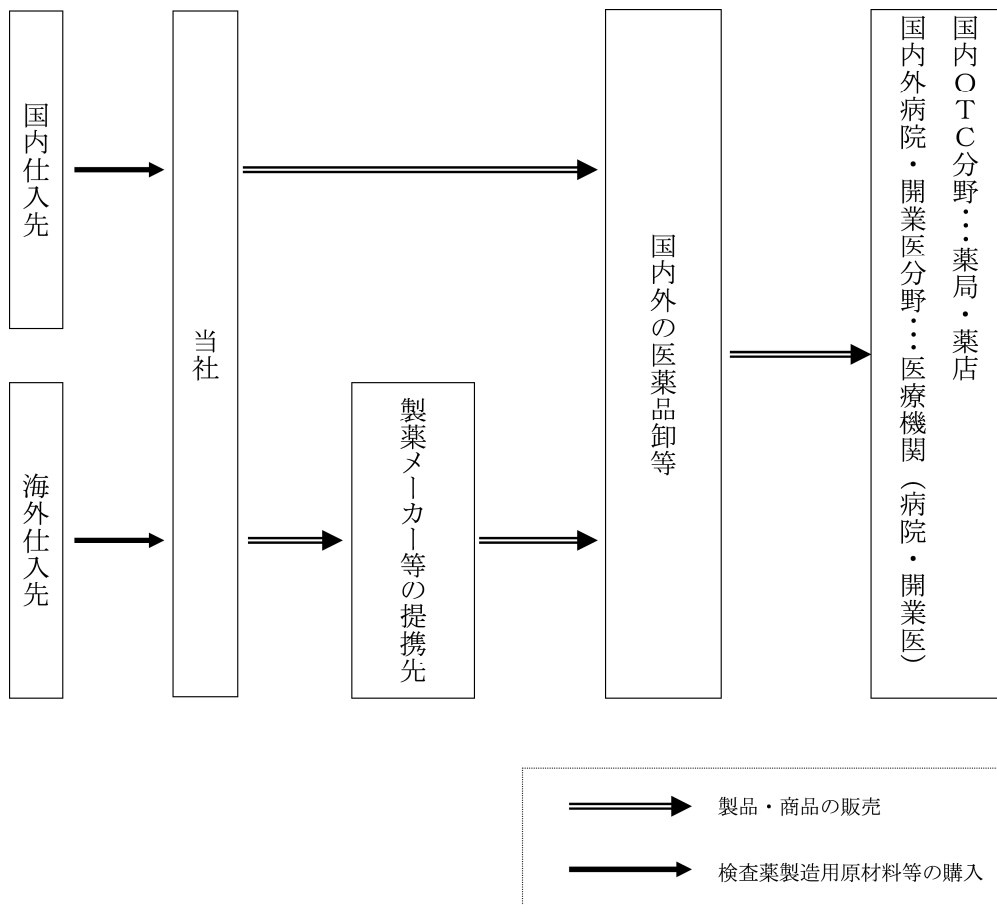 国内仕入先
海外仕入先
当社
製薬メーカー等の提携先
国内外の医薬品卸等
国内OTC分野…薬局・薬店
国内外病院・開業医分野…医療機関（病院・開業医）
製品・商品の販売
検査薬製造用原材料等の購入